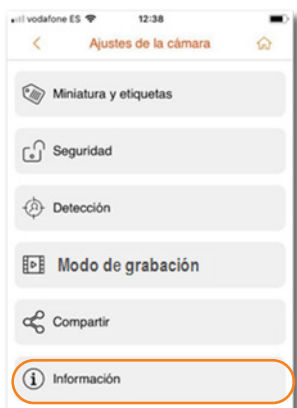 vodafone ES 12:38
Ajustes de la cámara
Miniatura y etiquetas
Seguridad
Detección
Modo de grabación
Compartir
Información